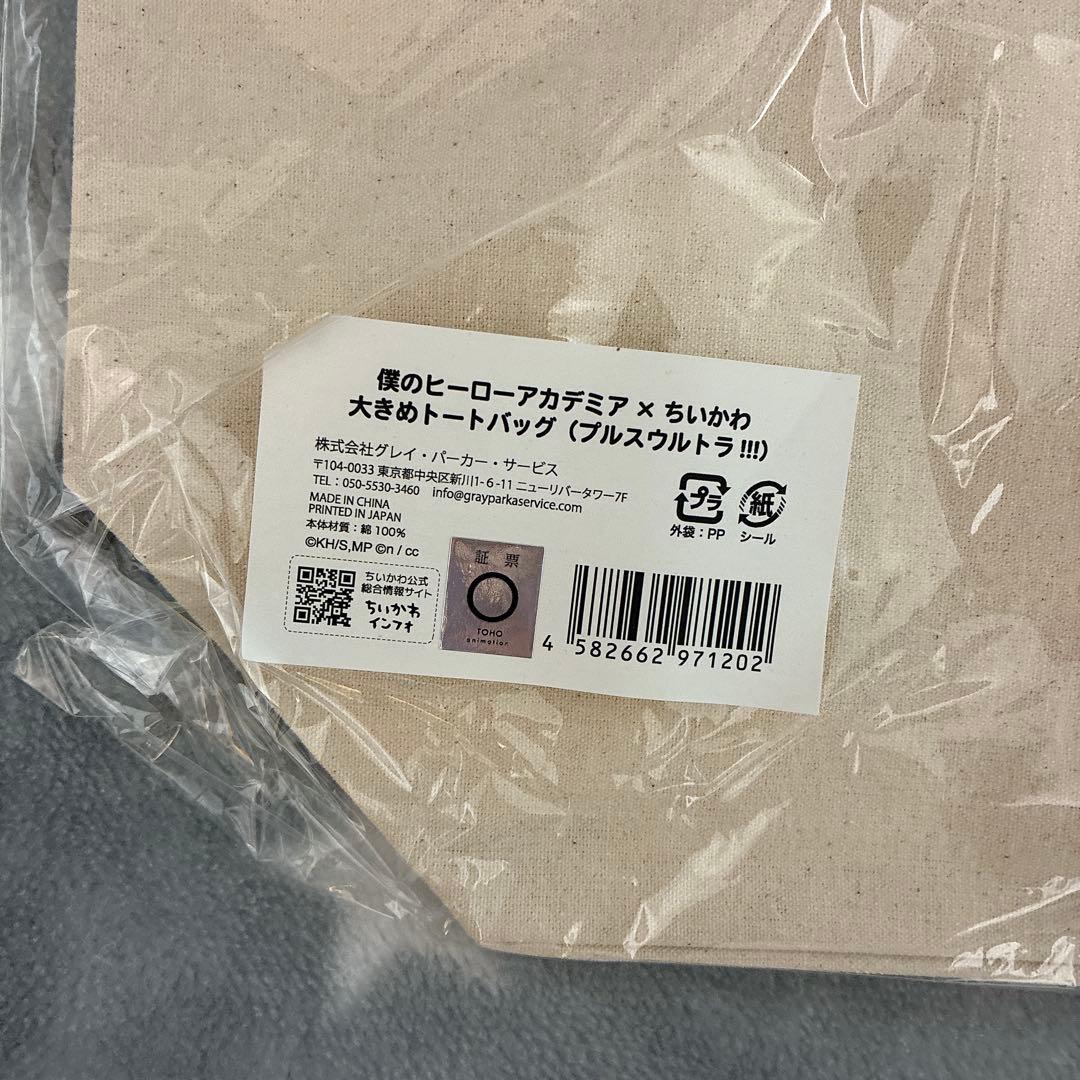 僕のヒーローアカデミア × ちいかわ
大きめトートバッグ（プルスウルトラ!!!）
株式会社グレイ・パーカー・サービス
〒104-0033 東京都中央区新川1-6-11 ニューリバータワー7F
TEL：050-5530-3460 info@grayparkaservice.com
MADE IN CHINA
PRINTED IN JAPAN
本体材質：綿 100%
©KH/S,MP ©n / cc
プラ
外袋：PP
紙
シール
ちいかわ公式
総合情報サイト
ちいかわ
インフォ
証 票
TOHO
animation
4 582662 971202